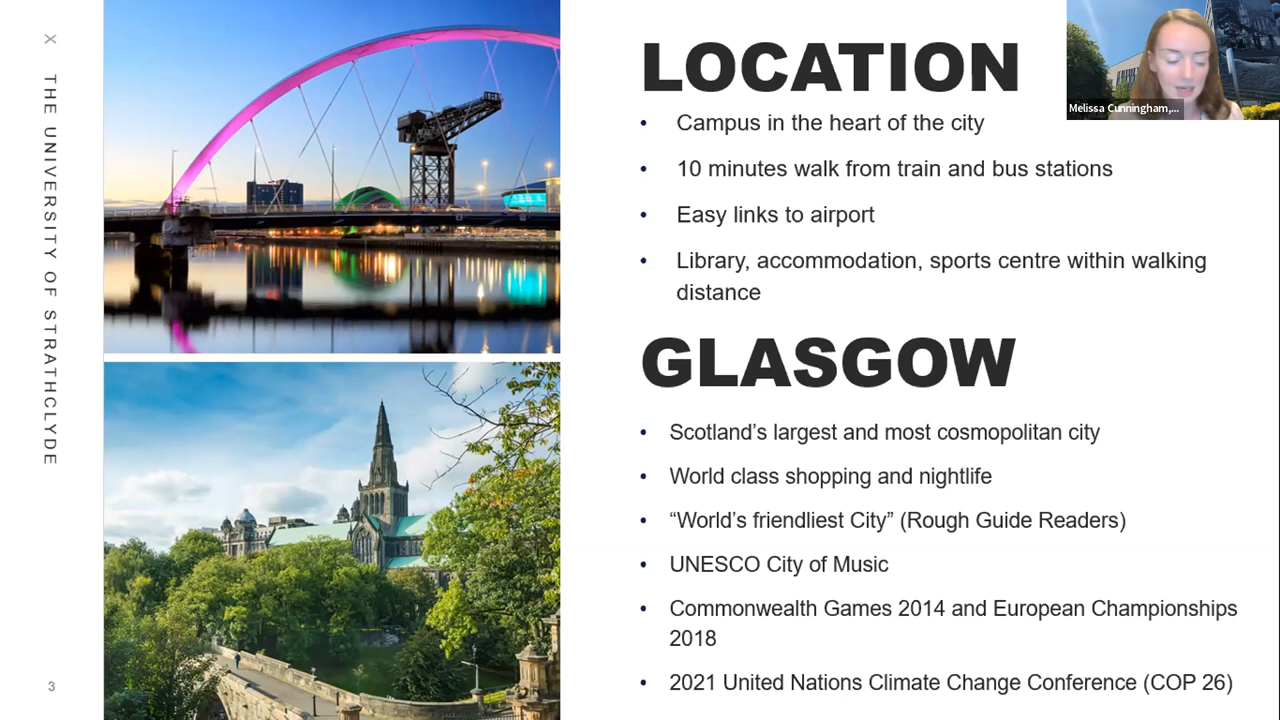 X THE UNIVERSITY OF STRATHCLYDE
LOCATION
Melissa Cunningham,...
• Campus in the heart of the city
• 10 minutes walk from train and bus stations
• Easy links to airport
• Library, accommodation, sports centre within walking
distance
GLASGOW
• Scotland’s largest and most cosmopolitan city
• World class shopping and nightlife
• “World’s friendliest City” (Rough Guide Readers)
• UNESCO City of Music
• Commonwealth Games 2014 and European Championships
2018
• 2021 United Nations Climate Change Conference (COP 26)
3